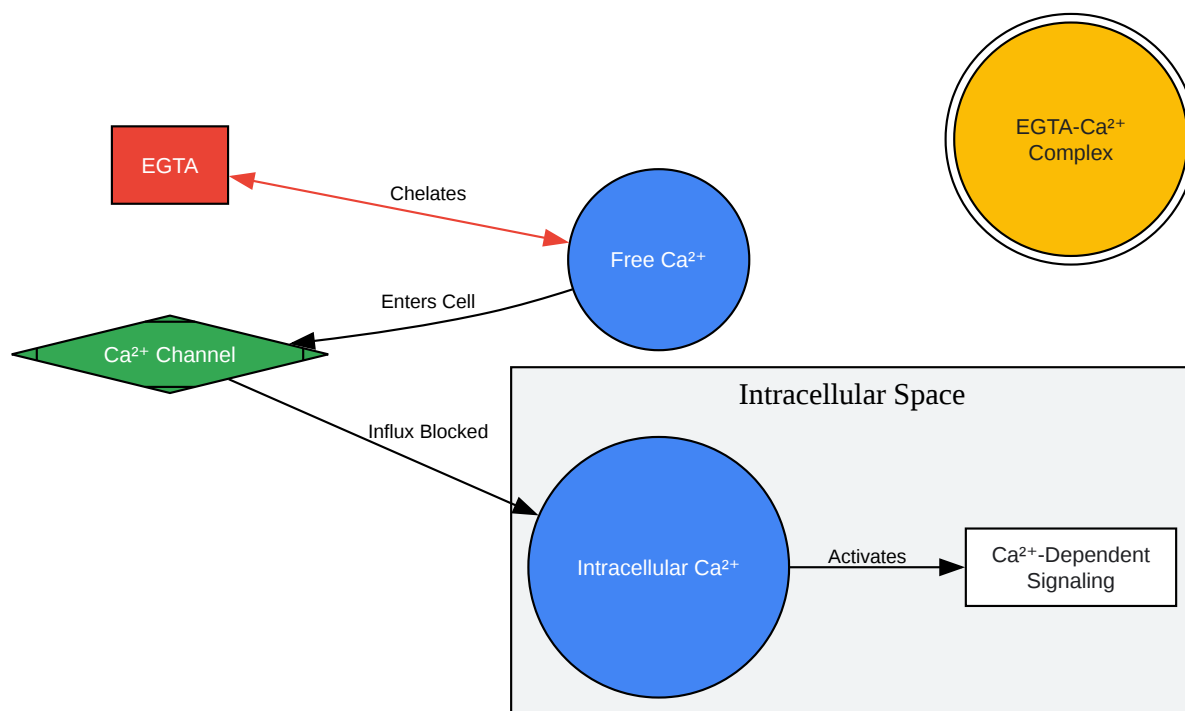 EGTA-Ca²⁺
Complex
EGTA
Chelates
Free Ca²⁺
Enters Cell
Ca²⁺ Channel
Intracellular Space
Influx Blocked
Intracellular Ca²⁺
Activates
Ca²⁺-Dependent
Signaling